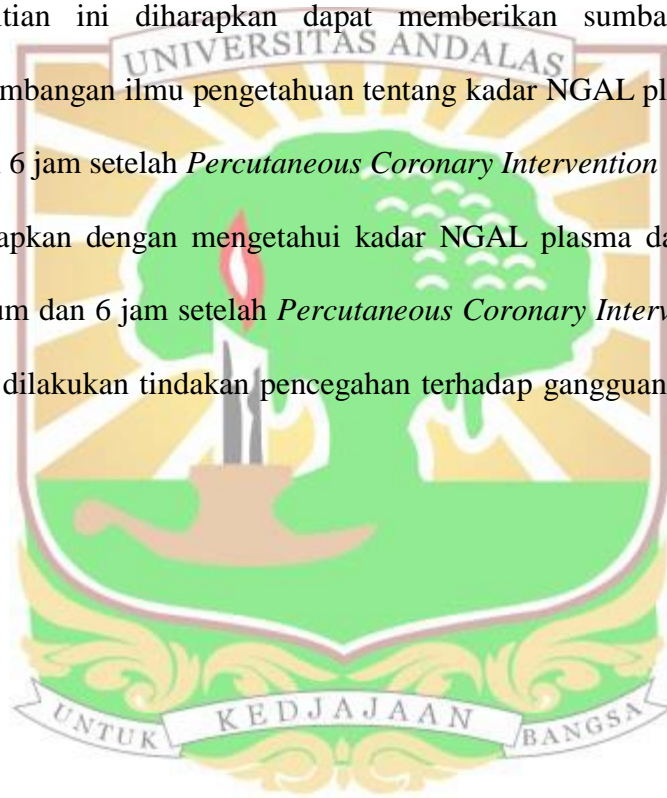 itian ini diharapkan dapat memberikan sumba
UNIVERSITAS ANDALAS
mbangan ilmu pengetahuan tentang kadar NGAL pl
6 jam setelah Percutaneous Coronary Intervention
apkan dengan mengetahui kadar NGAL plasma da
um dan 6 jam setelah Percutaneous Coronary Interv
dilakukan tindakan pencegahan terhadap gangguan
UNTUK KEDJAJAAN BANGSA